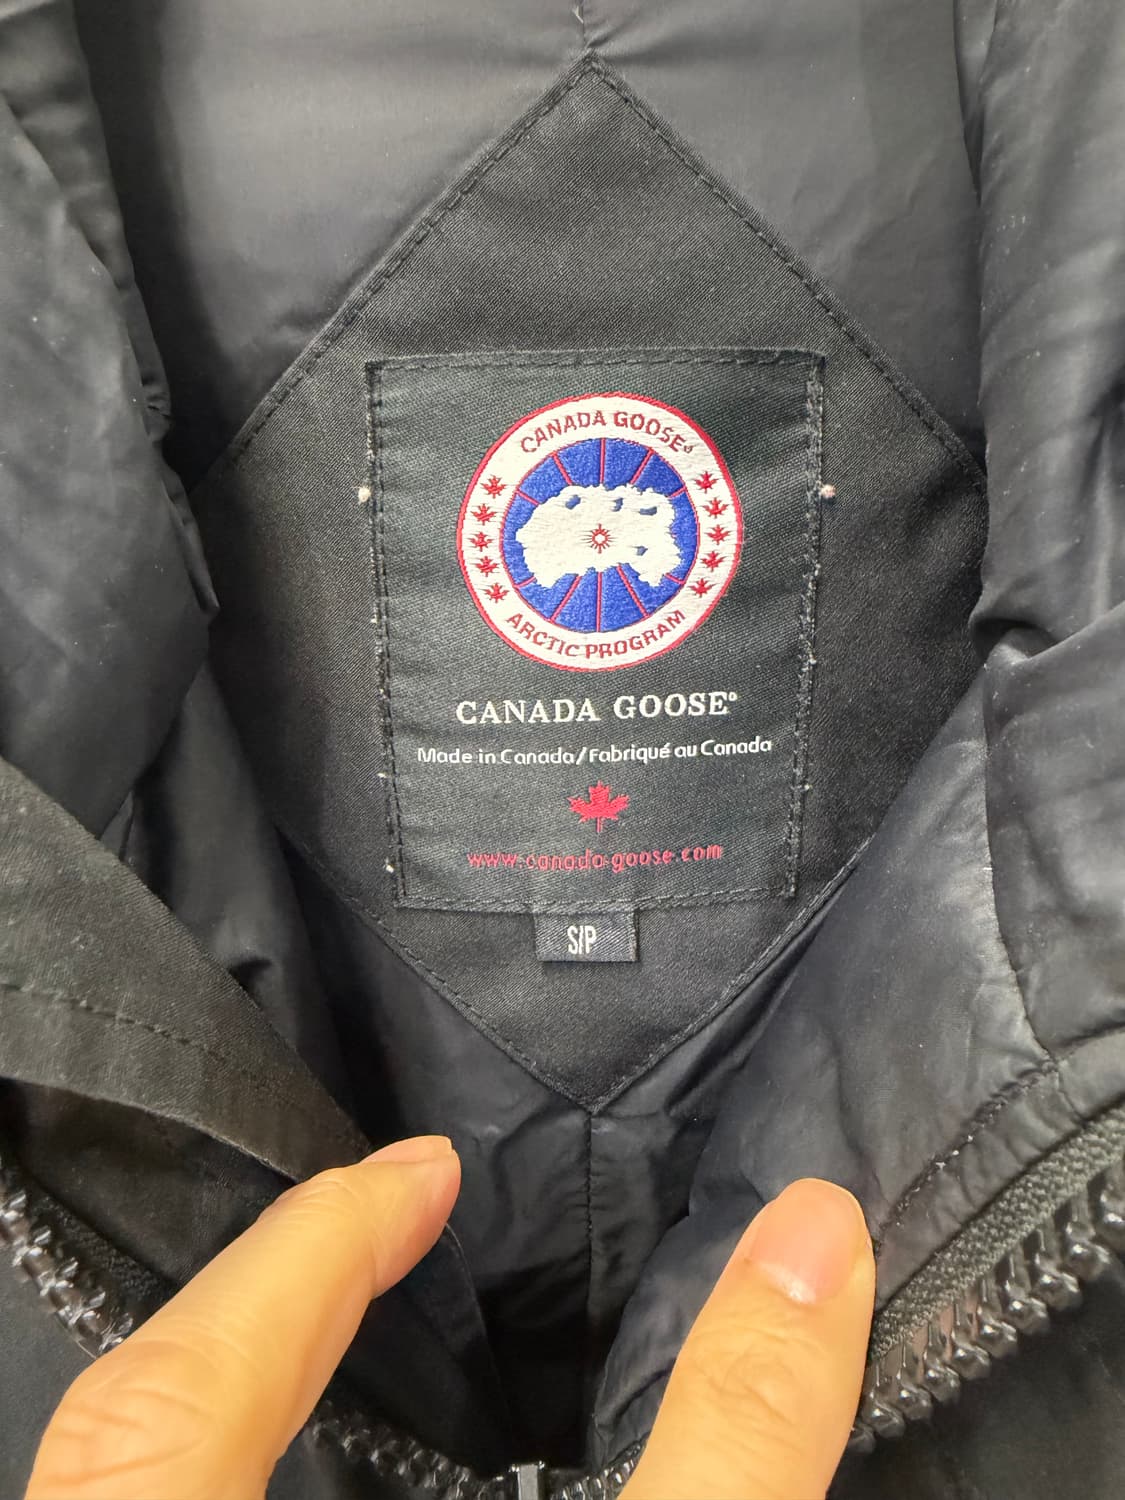 CANADA GOOSE®
ARCTIC PROGRAM
CANADA GOOSE®
Made in Canada/Fabriqué au Canada
www.canada-goose.com
S/P